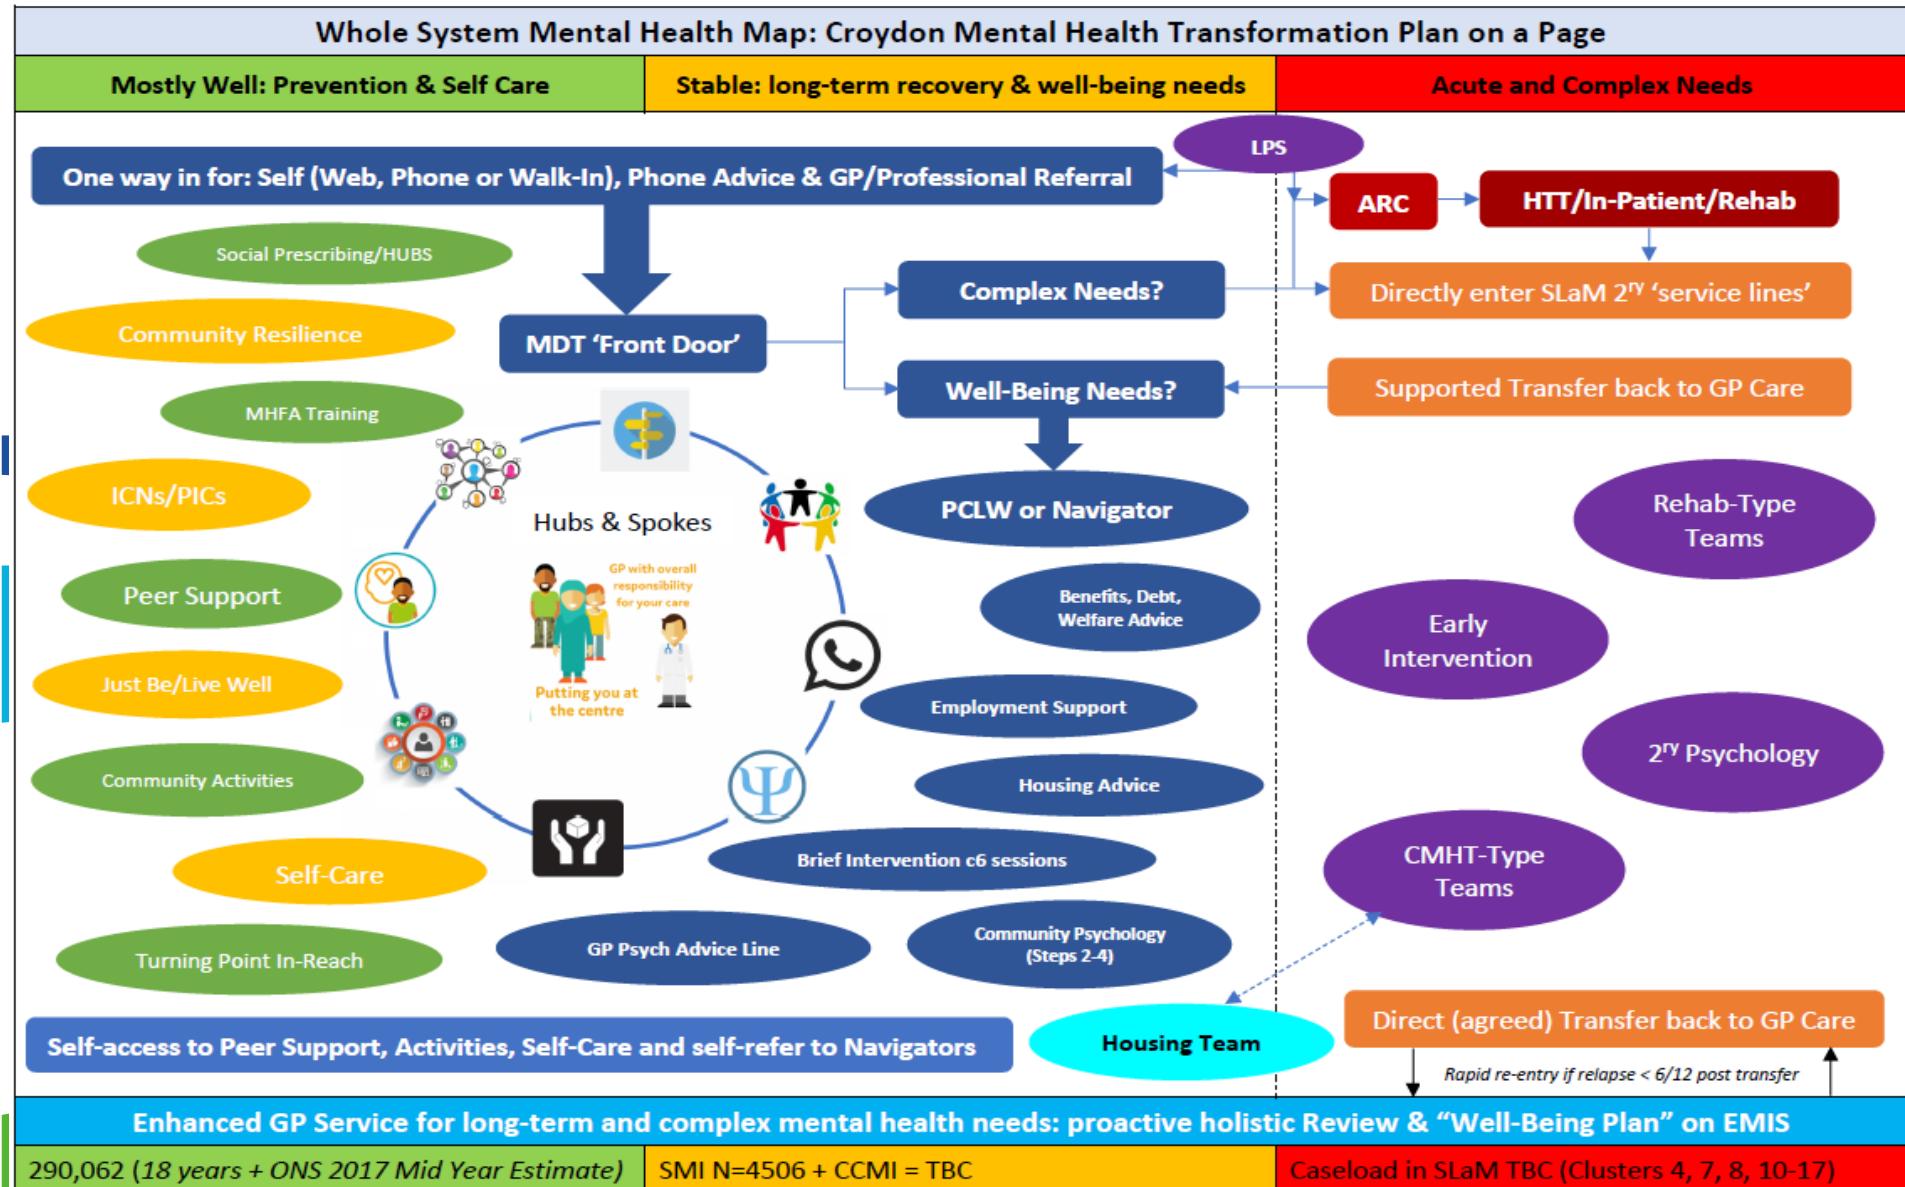 Whole System Mental Health Map: Croydon Mental Health Transformation Plan on a Page
Mostly Well: Prevention & Self Care
Stable: long-term recovery & well-being needs
Acute and Complex Needs
LPS
One way in for: Self (Web, Phone or Walk-In), Phone Advice & GP/Professional Referral
ARC
HTT/In-Patient/Rehab
Social Prescribing/HUBS
Complex Needs?
Directly enter SLaM 2ry ‘service lines’
Community Resilience
MDT ‘Front Door’
Well-Being Needs?
Supported Transfer back to GP Care
MHFA Training
ICNs/PICs
Hubs & Spokes
PCLW or Navigator
Rehab-Type
Teams
GP with overall
responsibility
for your care
Peer Support
Benefits, Debt,
Welfare Advice
Early
Intervention
Just Be/Live Well
Putting you at
the centre
Employment Support
2ry Psychology
Community Activities
Housing Advice
Brief Intervention c6 sessions
CMHT-Type
Teams
Self-Care
GP Psych Advice Line
Community Psychology
(Steps 2-4)
Turning Point In-Reach
Self-access to Peer Support, Activities, Self-Care and self-refer to Navigators
Housing Team
Direct (agreed) Transfer back to GP Care
Rapid re-entry if relapse < 6/12 post transfer
Enhanced GP Service for long-term and complex mental health needs: proactive holistic Review & “Well-Being Plan” on EMIS
290,062 (18 years + ONS 2017 Mid Year Estimate)
SMI N=4506 + CCMI = TBC
Caseload in SLaM TBC (Clusters 4, 7, 8, 10-17)